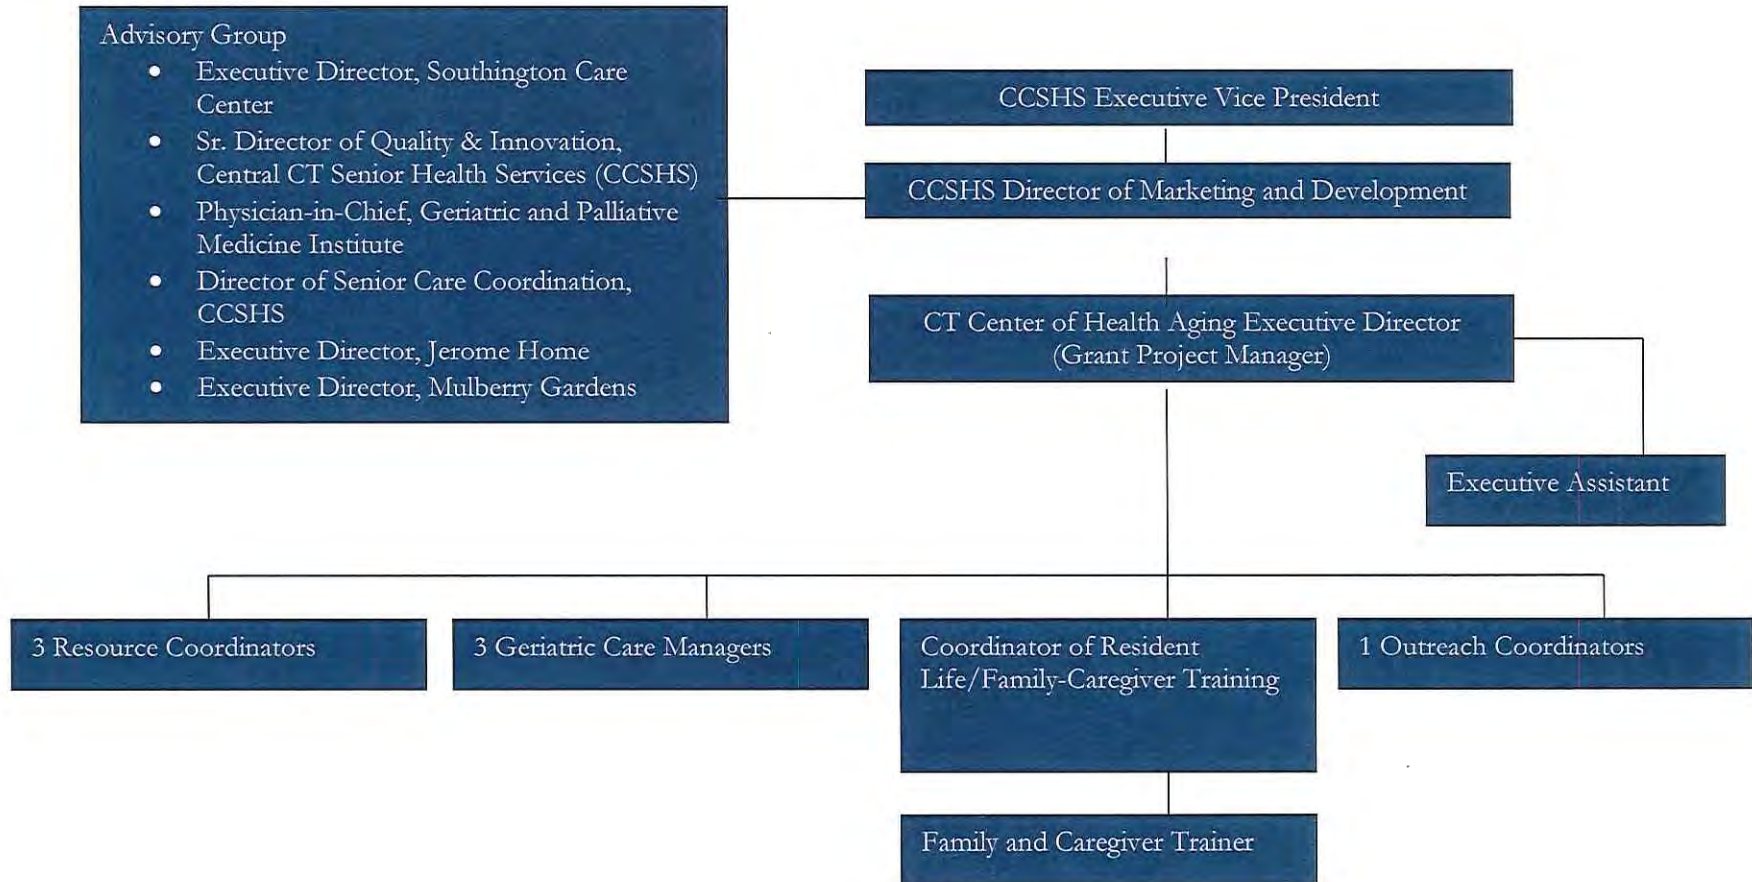 Advisory Group
• Executive Director, Southington Care
Center
• Sr. Director of Quality & Innovation,
Central CT Senior Health Services (CCSHS)
• Physician-in-Chief, Geriatric and Palliative
Medicine Institute
• Director of Senior Care Coordination,
CCSHS
• Executive Director, Jerome Home
• Executive Director, Mulberry Gardens
CCSHS Executive Vice President
CCSHS Director of Marketing and Development
CT Center of Health Aging Executive Director
(Grant Project Manager)
Executive Assistant
3 Resource Coordinators
3 Geriatric Care Managers
Coordinator of Resident
Life/Family-Caregiver Training
1 Outreach Coordinators
Family and Caregiver Trainer